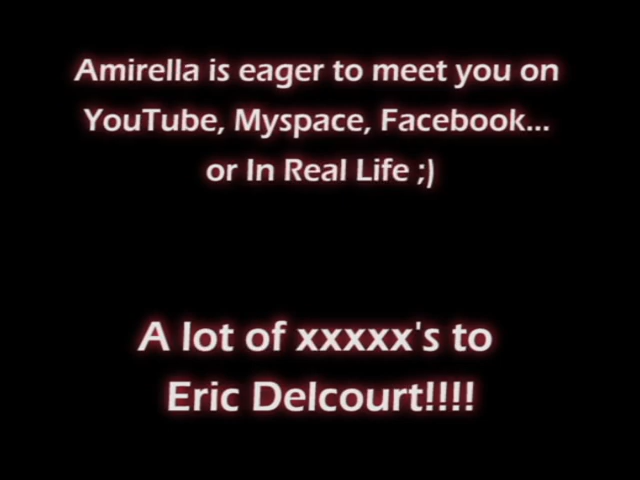 Amirella is eager to meet you on
YouTube, Myspace, Facebook...
or In Real Life ;)
A lot of xxxxx's to
Eric Delcourt!!!!